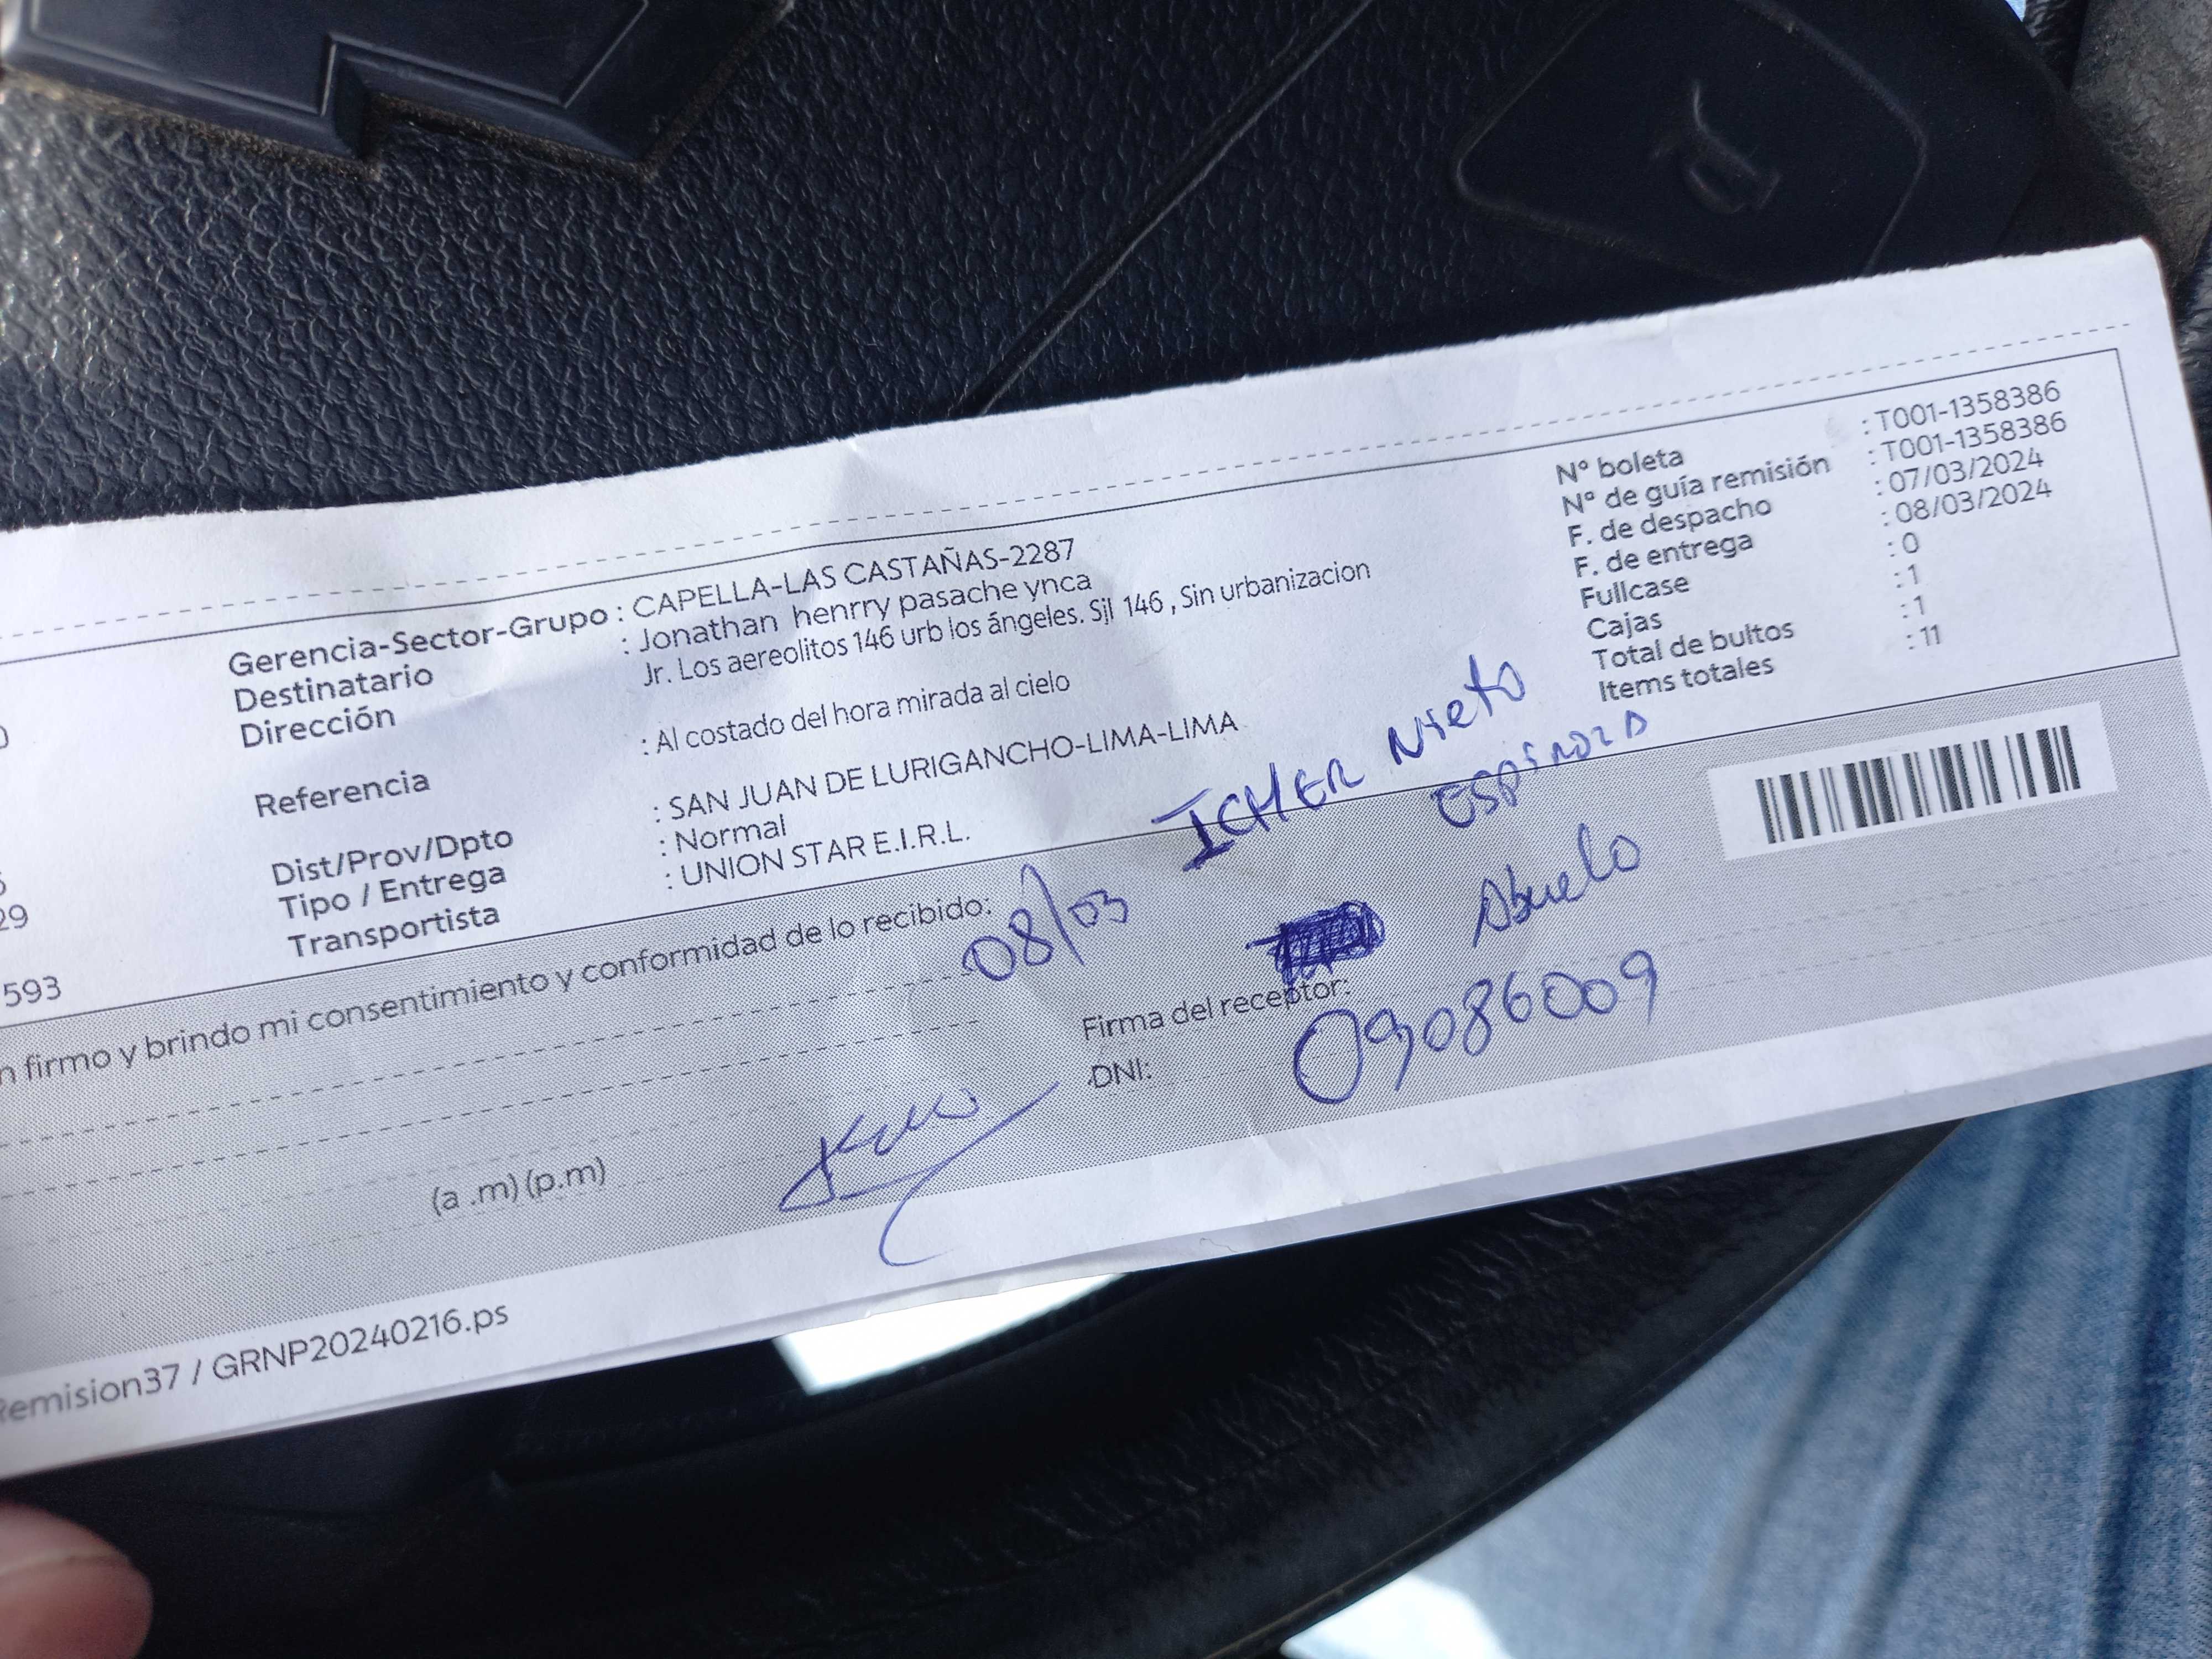 Gerencia-Sector-Grupo : CAPELLA-LAS CASTAÑAS-2287
Destinatario : Jonathan henrry pasache ynca
Dirección Jr. Los aereolitos 146 urb los ángeles. Sjl 146 , Sin urbanizacion
Referencia : Al costado del hora mirada al cielo
Dist/Prov/Dpto : SAN JUAN DE LURIGANCHO-LIMA-LIMA
Tipo / Entrega : Normal
Transportista : UNION STAR E.I.R.L.
N° boleta : T001-1358386
N° de guía remisión : T001-1358386
F. de despacho : 07/03/2024
F. de entrega : 08/03/2024
Fullcase : 0
Cajas : 1
Total de bultos : 1
Items totales : 11
29
593
firmo y brindo mi consentimiento y conformidad de lo recibido:
08/03
ICHER Nieto
ESPINOZA
Abuelo
Firma del receptor:
DNI: 09086009
(a .m) (p.m)
Remision37 / GRNP20240216.ps